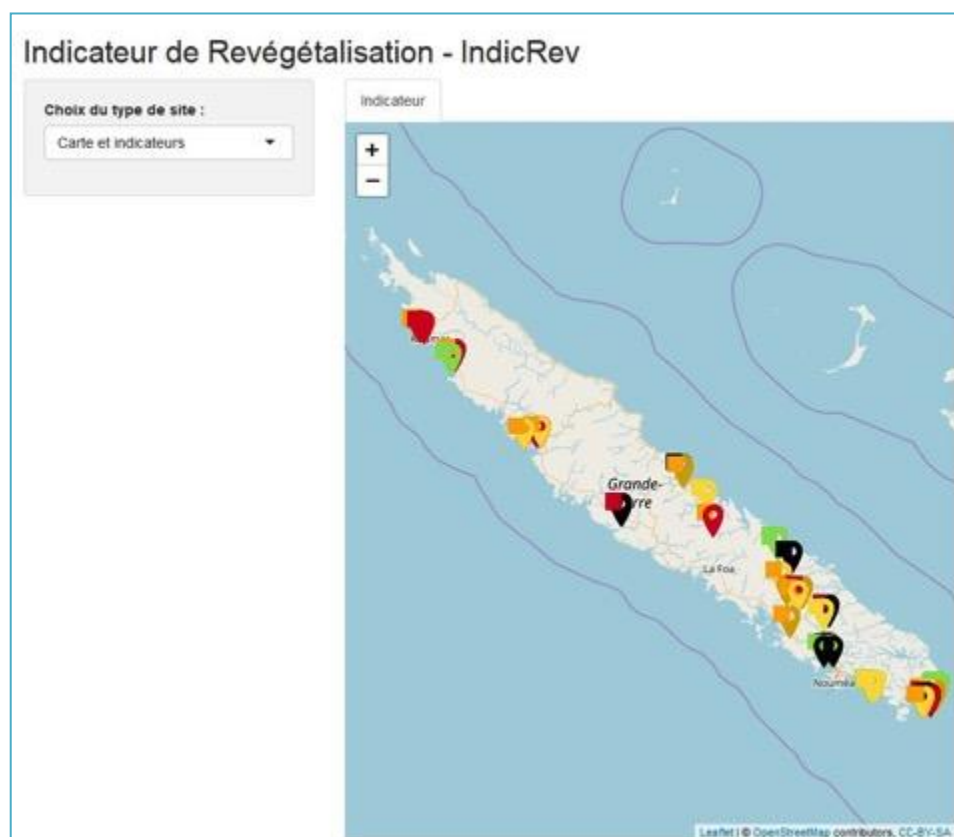 Indicateur de Revégétalisation - IndicRev
Choix du type de site :
Carte et indicateurs
Indicateur
+
−
Grande-
La Foa
Nouméa
Leaflet | © OpenStreetMap contributors, CC-BY-SA